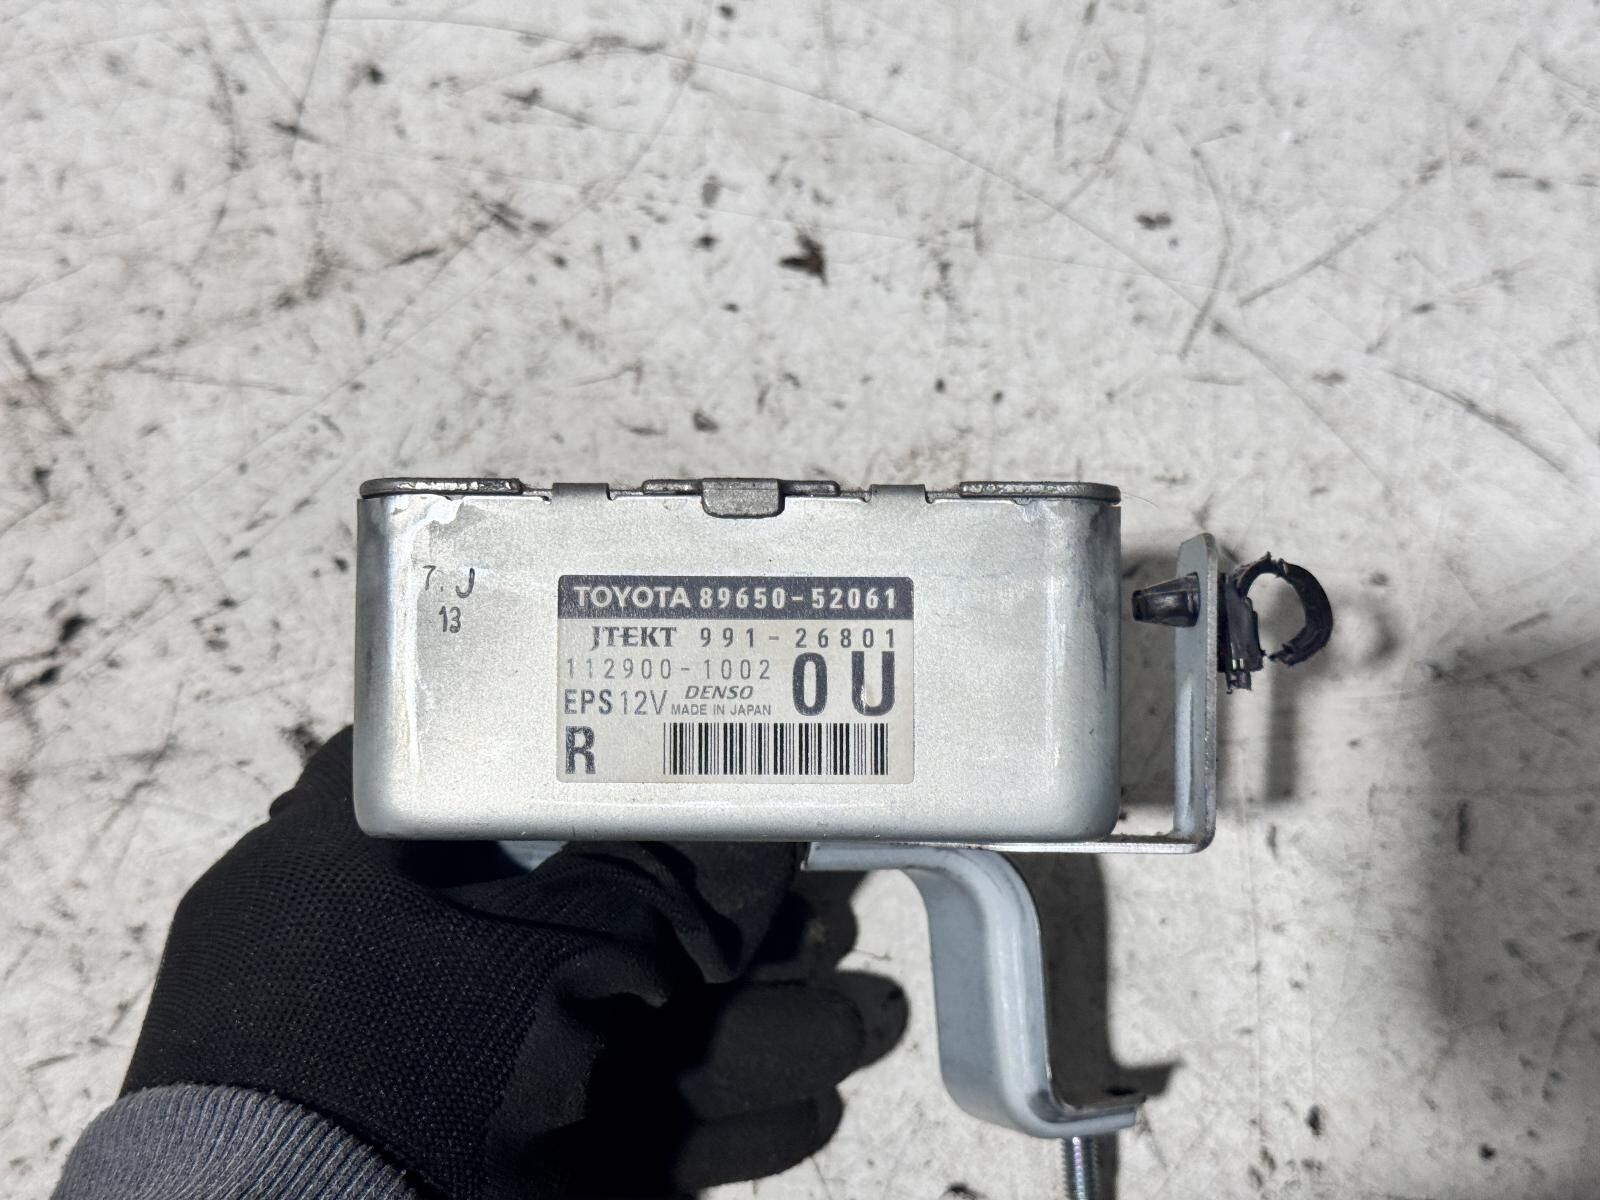 7. J
13
TOYOTA 89650-52061
JTEKT 991-26801
112900-1002 0U
EPS 12V DENSO MADE IN JAPAN
R